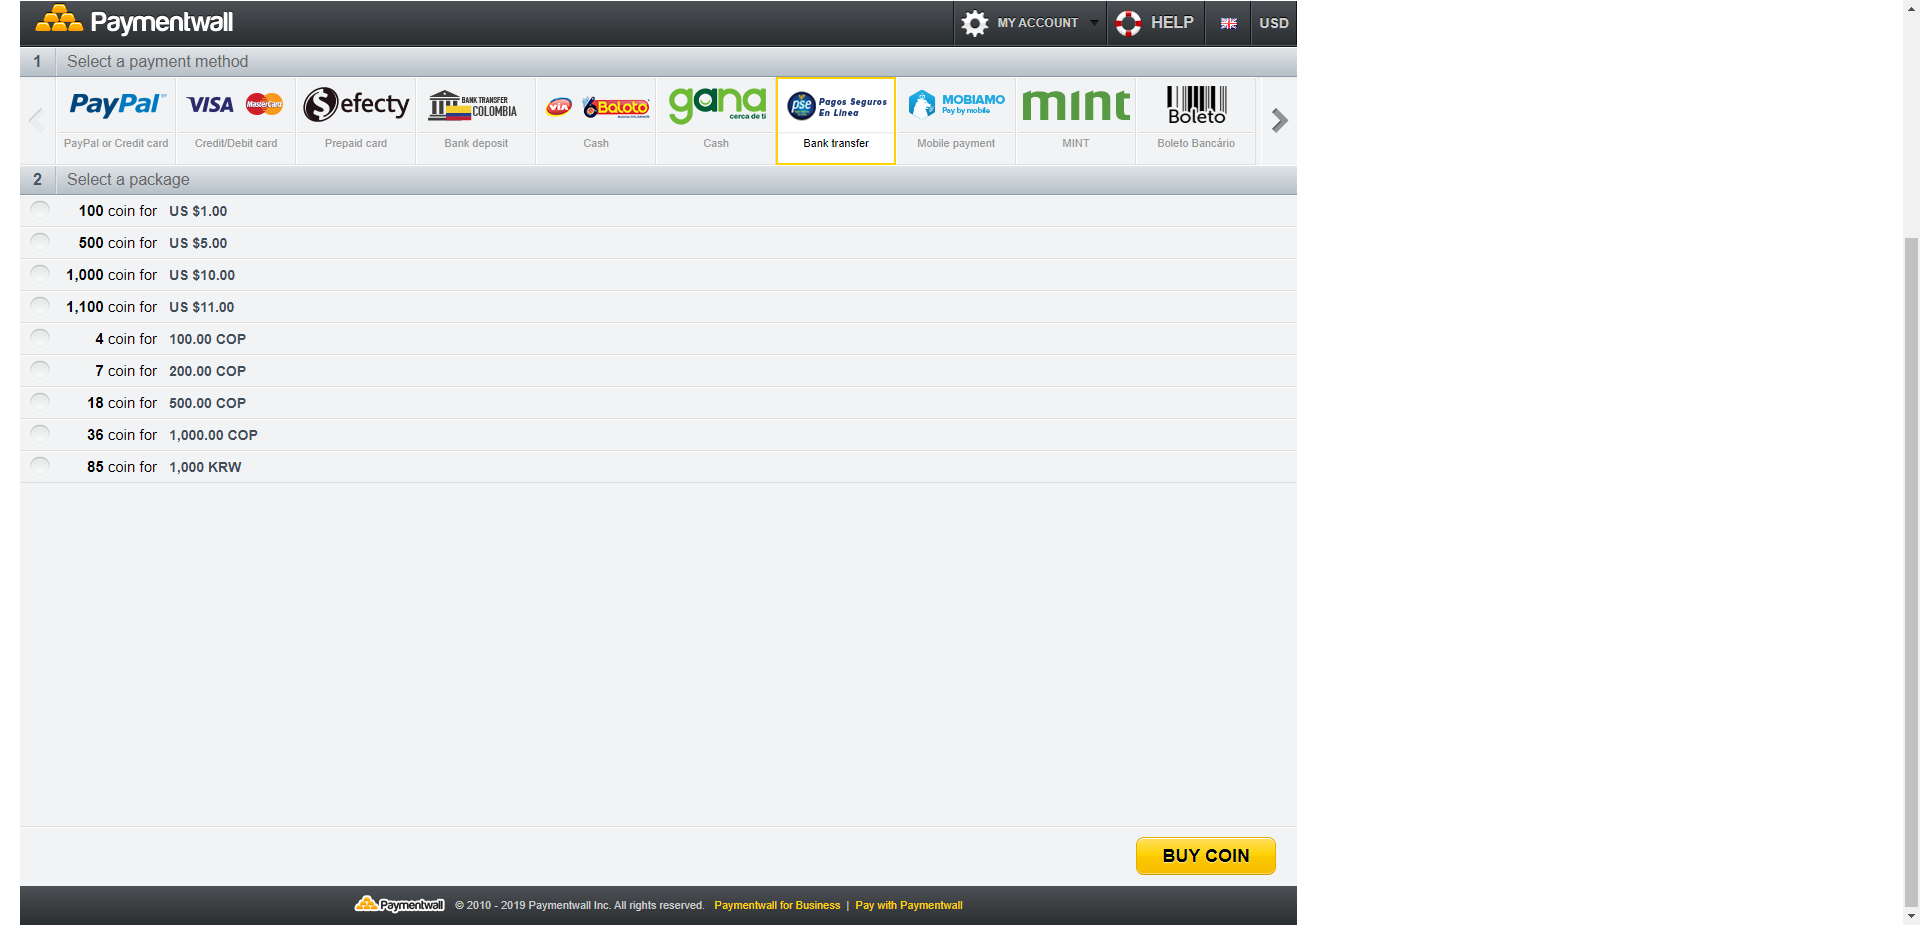 Paymentwall
MY ACCOUNT
HELP
USD
1 Select a payment method
PayPal
VISA MasterCard
efecty
BANK TRANSFER
COLOMBIA
VIA Baloto
gana
cerca de ti
pse Pagos Seguros
En Linea
MOBIAMO
Pay by mobile
mint
Boleto
PayPal or Credit card
Credit/Debit card
Prepaid card
Bank deposit
Cash
Cash
Bank transfer
Mobile payment
MINT
Boleto Bancário
2 Select a package
100 coin for US $1.00
500 coin for US $5.00
1,000 coin for US $10.00
1,100 coin for US $11.00
4 coin for 100.00 COP
7 coin for 200.00 COP
18 coin for 500.00 COP
36 coin for 1,000.00 COP
85 coin for 1,000 KRW
BUY COIN
Paymentwall © 2010 - 2019 Paymentwall Inc. All rights reserved. Paymentwall for Business | Pay with Paymentwall